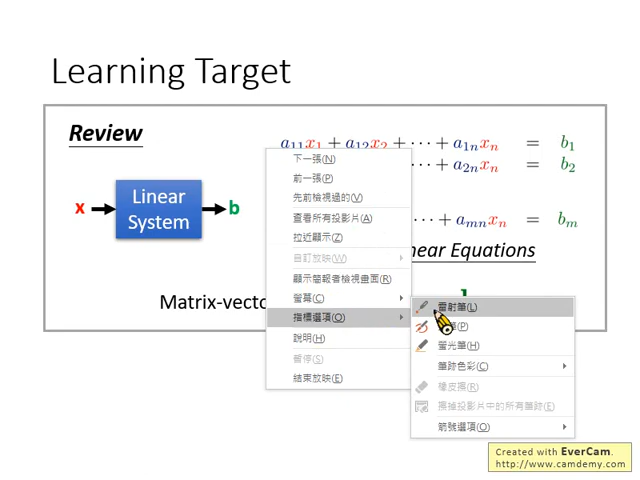 Learning Target
Review
a11x1 + a12x2 + ⋯ + a1nxn = b1
⋯ + a2nxn = b2
⋯ + amnxn = bm
x
Linear
System
b
near Equations
Matrix-vecto
下一張(N)
前一張(P)
先前檢視過的(V)
查看所有投影片(A)
拉近顯示(Z)
自訂放映(W)
顯示簡報者檢視畫面(R)
螢幕(C)
指標選項(O)
說明(H)
暫停(S)
結束放映(E)
雷射筆(L)
筆(P)
螢光筆(H)
筆跡色彩(C)
橡皮擦(R)
擦掉投影片中的所有筆跡(E)
箭號選項(O)
Created with EverCam.
http://www.camdemy.com